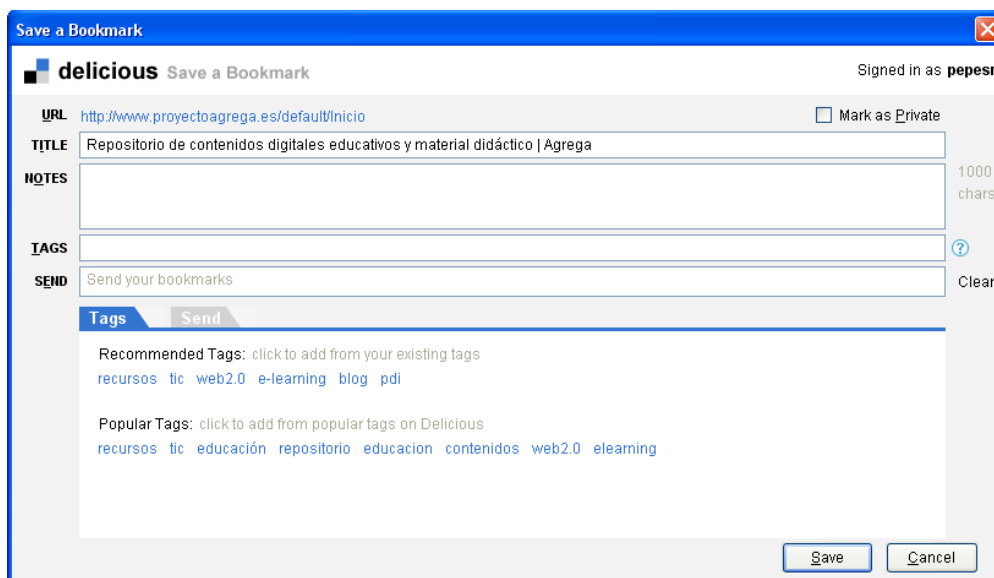 Save a Bookmark
delicious Save a Bookmark
Signed in as pepesr
URL http://www.proyectoagrega.es/default/Inicio
Mark as Private
TITLE Repositorio de contenidos digitales educativos y material didáctico | Agrega
NOTES
1000
chars
TAGS
SEND Send your bookmarks
Clear
Tags Send
Recommended Tags: click to add from your existing tags
recursos tic web2.0 e-learning blog pdi
Popular Tags: click to add from popular tags on Delicious
recursos tic educación repositorio educacion contenidos web2.0 elearning
Save Cancel